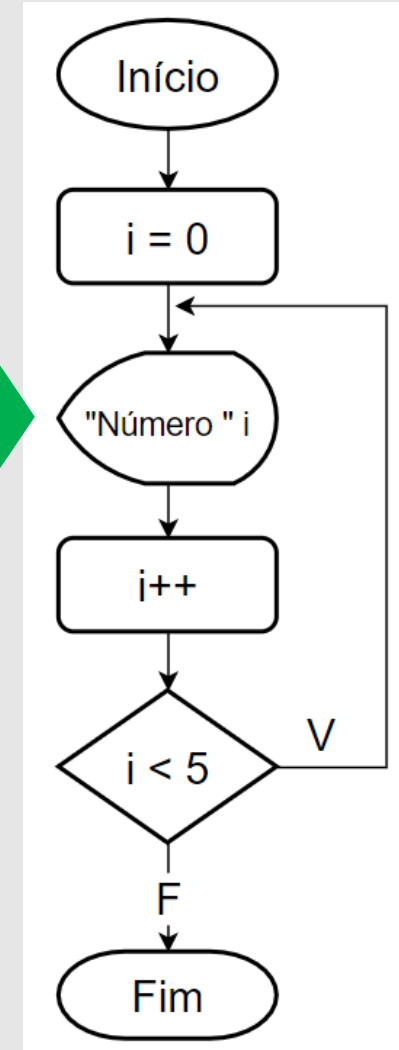 Início
i = 0
"Número " i
i++
i < 5
V
F
Fim